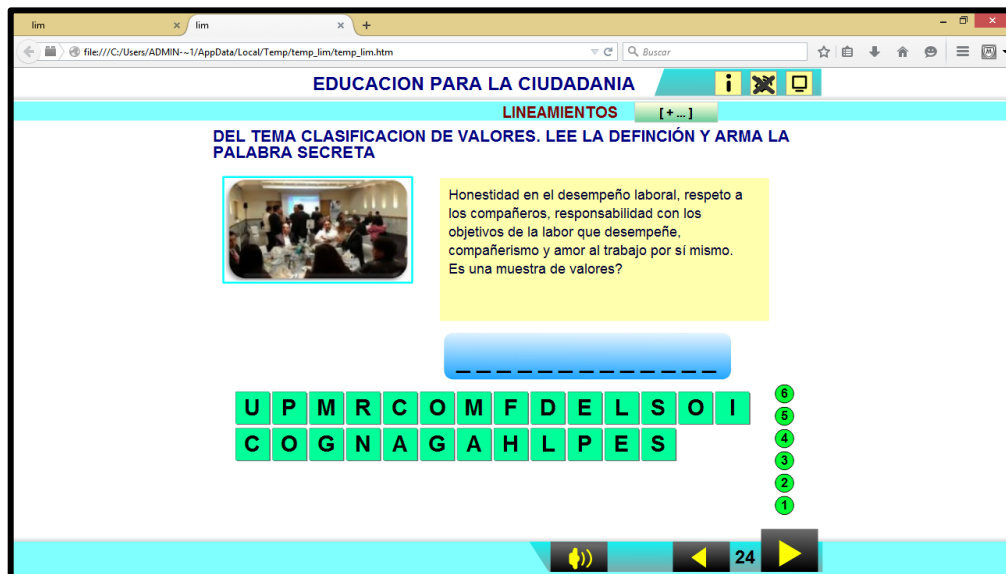 lim
lim
file:///C:/Users/ADMIN-~1/AppData/Local/Temp/temp_lim/temp_lim.htm
Buscar
EDUCACION PARA LA CIUDADANIA
LINEAMIENTOS
[+...]
DEL TEMA CLASIFICACION DE VALORES. LEE LA DEFINCIÓN Y ARMA LA
PALABRA SECRETA
Honestidad en el desempeño laboral, respeto a
los compañeros, responsabilidad con los
objetivos de la labor que desempeñe,
compañerismo y amor al trabajo por sí mismo.
Es una muestra de valores?
U P M R C O M F D E L S O I
C O G N A G A H L P E S
6
5
4
3
2
1
24